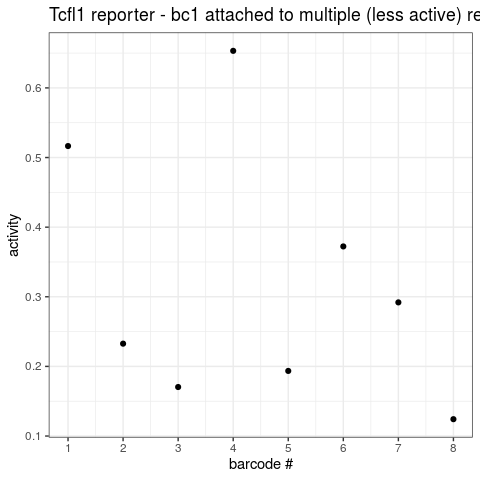 Tcfl1 reporter - bc1 attached to multiple (less active) re
0.6
0.5
0.4
0.3
0.2
0.1
activity
1 2 3 4 5 6 7 8
barcode #